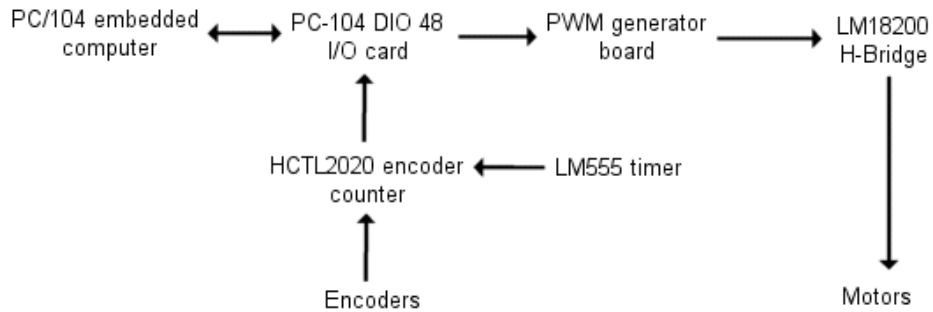 PC/104 embedded
computer
PC-104 DIO 48
I/O card
PWM generator
board
LM18200
H-Bridge
HCTL2020 encoder
counter
LM555 timer
Encoders
Motors